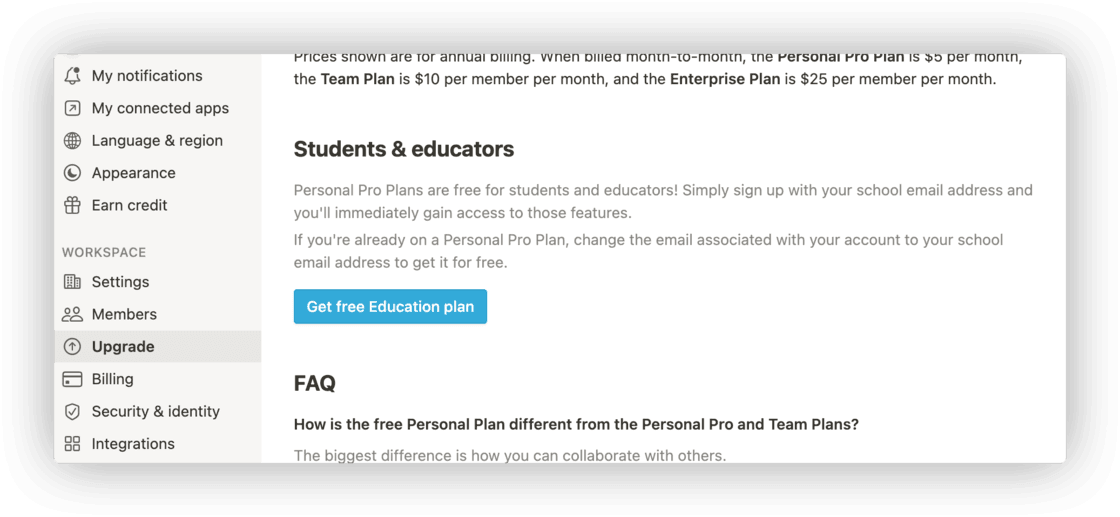 My notifications
My connected apps
Language & region
Appearance
Earn credit
WORKSPACE
Settings
Members
Upgrade
Billing
Security & identity
Integrations
Prices shown are for annual billing. When billed month-to-month, the Personal Pro Plan is $5 per month,
the Team Plan is $10 per member per month, and the Enterprise Plan is $25 per member per month.
Students & educators
Personal Pro Plans are free for students and educators! Simply sign up with your school email address and
you'll immediately gain access to those features.
If you're already on a Personal Pro Plan, change the email associated with your account to your school
email address to get it for free.
Get free Education plan
FAQ
How is the free Personal Plan different from the Personal Pro and Team Plans?
The biggest difference is how you can collaborate with others.